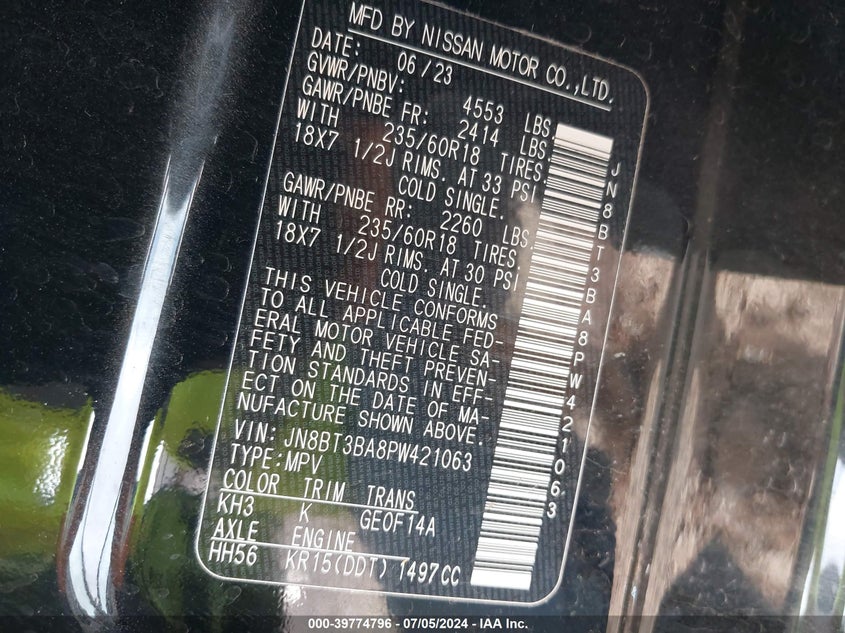 MFD BY NISSAN MOTOR CO.,LTD.
DATE: 06/23
GVWR/PNBV: 4553 LBS
GAWR/PNBE FR: 2414 LBS
WITH 235/60R18 TIRES
18X7 1/2J RIMS. AT 33 PSI
COLD SINGLE.
GAWR/PNBE RR: 2260 LBS.
WITH 235/60R18 TIRES
18X7 1/2J RIMS. AT 30 PSI
COLD SINGLE.
THIS VEHICLE CONFORMS
TO ALL APPLICABLE FED-
ERAL MOTOR VEHICLE SA-
FETY AND THEFT PREVEN-
TION STANDARDS IN EFF-
ECT ON THE DATE OF MA-
NUFACTURE SHOWN ABOVE.
VIN: JN8BT3BA8PW421063
TYPE:MPV
COLOR TRIM TRANS
KH3 K GE0F14A
AXLE ENGINE
HH56 KR15(DDT) 1497CC
JN8BT3BA8PW421063
000-39774796 - 07/05/2024 - IAA Inc.